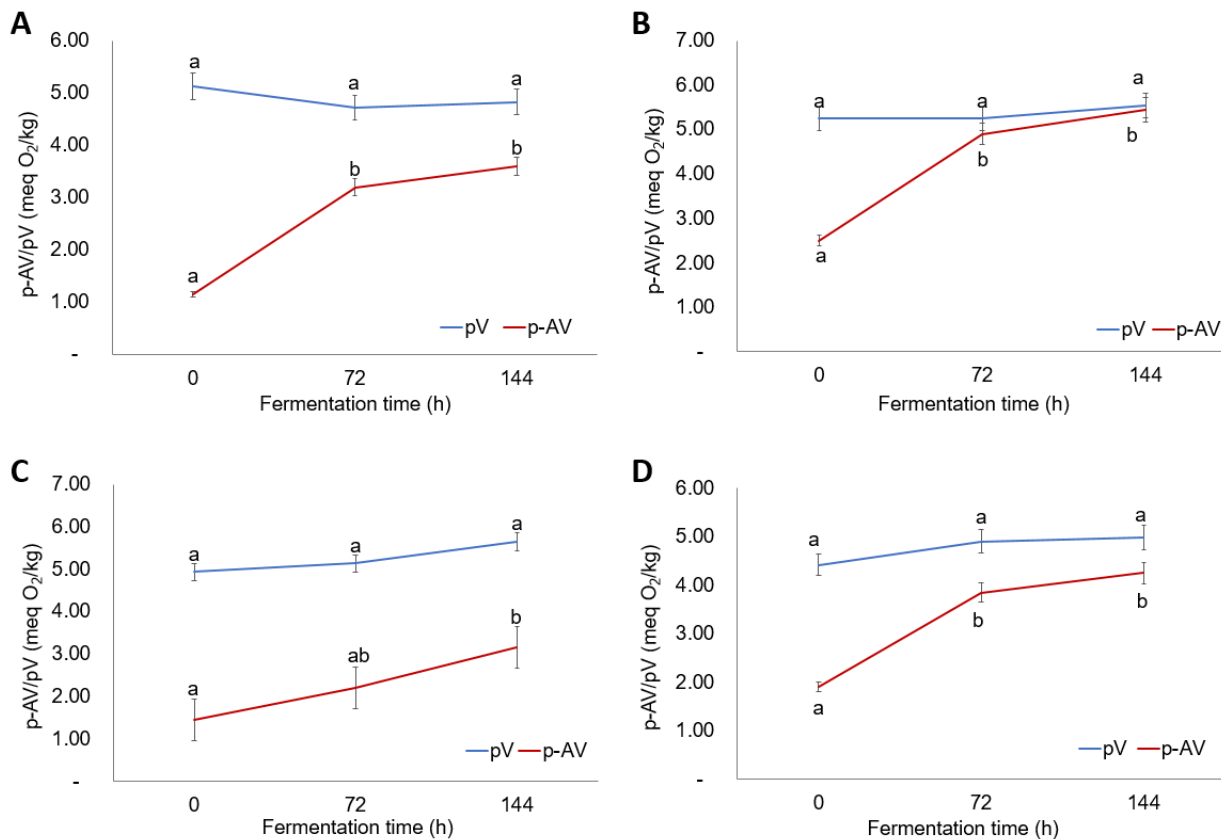 A
6.00
5.00
4.00
3.00
2.00
1.00
-
p-AV/pV (meq O₂/kg)
a
a
a
a
b
b
pV p-AV
0 72 144
Fermentation time (h)
B
7.00
6.00
5.00
4.00
3.00
2.00
1.00
-
p-AV/pV (meq O₂/kg)
a
a
a
a
b
b
pV p-AV
0 72 144
Fermentation time (h)
C
7.00
6.00
5.00
4.00
3.00
2.00
1.00
-
p-AV/pV (meq O₂/kg)
a
a
a
a
ab
b
pV p-AV
0 72 144
Fermentation time (h)
D
6.00
5.00
4.00
3.00
2.00
1.00
-
p-AV/pV (meq O₂/kg)
a
a
a
a
b
b
pV p-AV
0 72 144
Fermentation time (h)